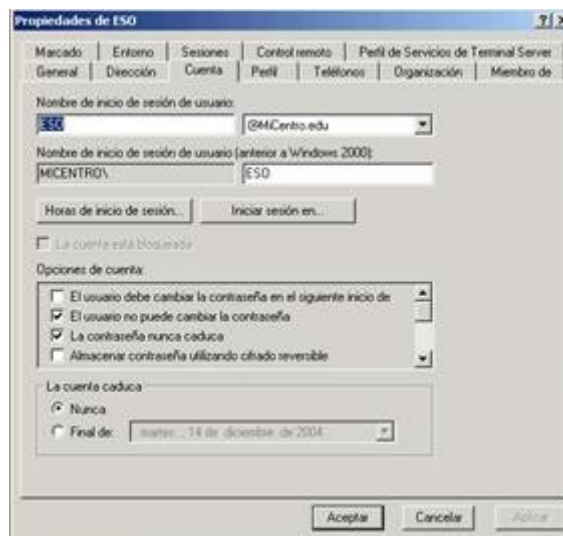 Propiedades de ESO
Marcado Entorno Sesiones Control remoto Perfil de Servicios de Terminal Server
General Dirección Cuenta Perfil Teléfonos Organización Miembro de
Nombre de inicio de sesión de usuario:
ESO @MiCentro.edu
Nombre de inicio de sesión de usuario (anterior a Windows 2000):
MICENTRO\ ESO
Horas de inicio de sesión... Iniciar sesión en...
La cuenta está bloqueada
Opciones de cuenta:
El usuario debe cambiar la contraseña en el siguiente inicio de
El usuario no puede cambiar la contraseña
La contraseña nunca caduca
Almacenar contraseña utilizando cifrado reversible
La cuenta caduca
Nunca
Final de: martes , 14 de diciembre de 2004
Aceptar Cancelar Aplicar